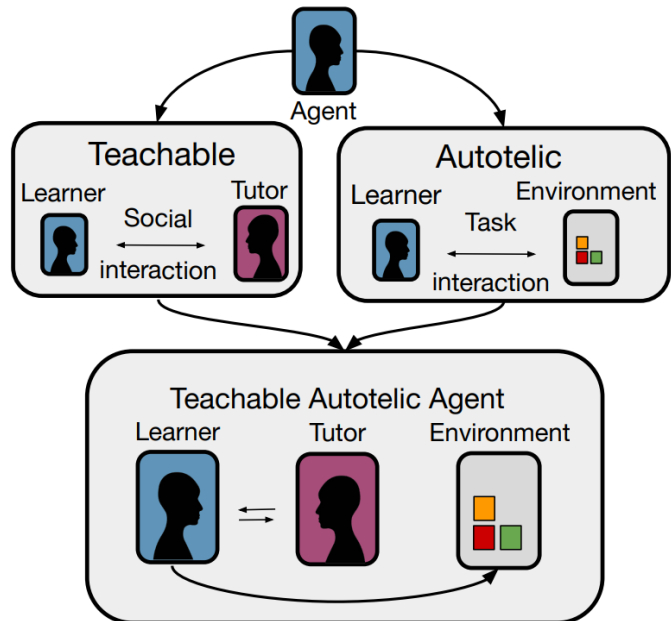 Agent
Teachable
Learner
Tutor
Social
interaction
Autotelic
Learner
Environment
Task
interaction
Teachable Autotelic Agent
Learner
Tutor
Environment